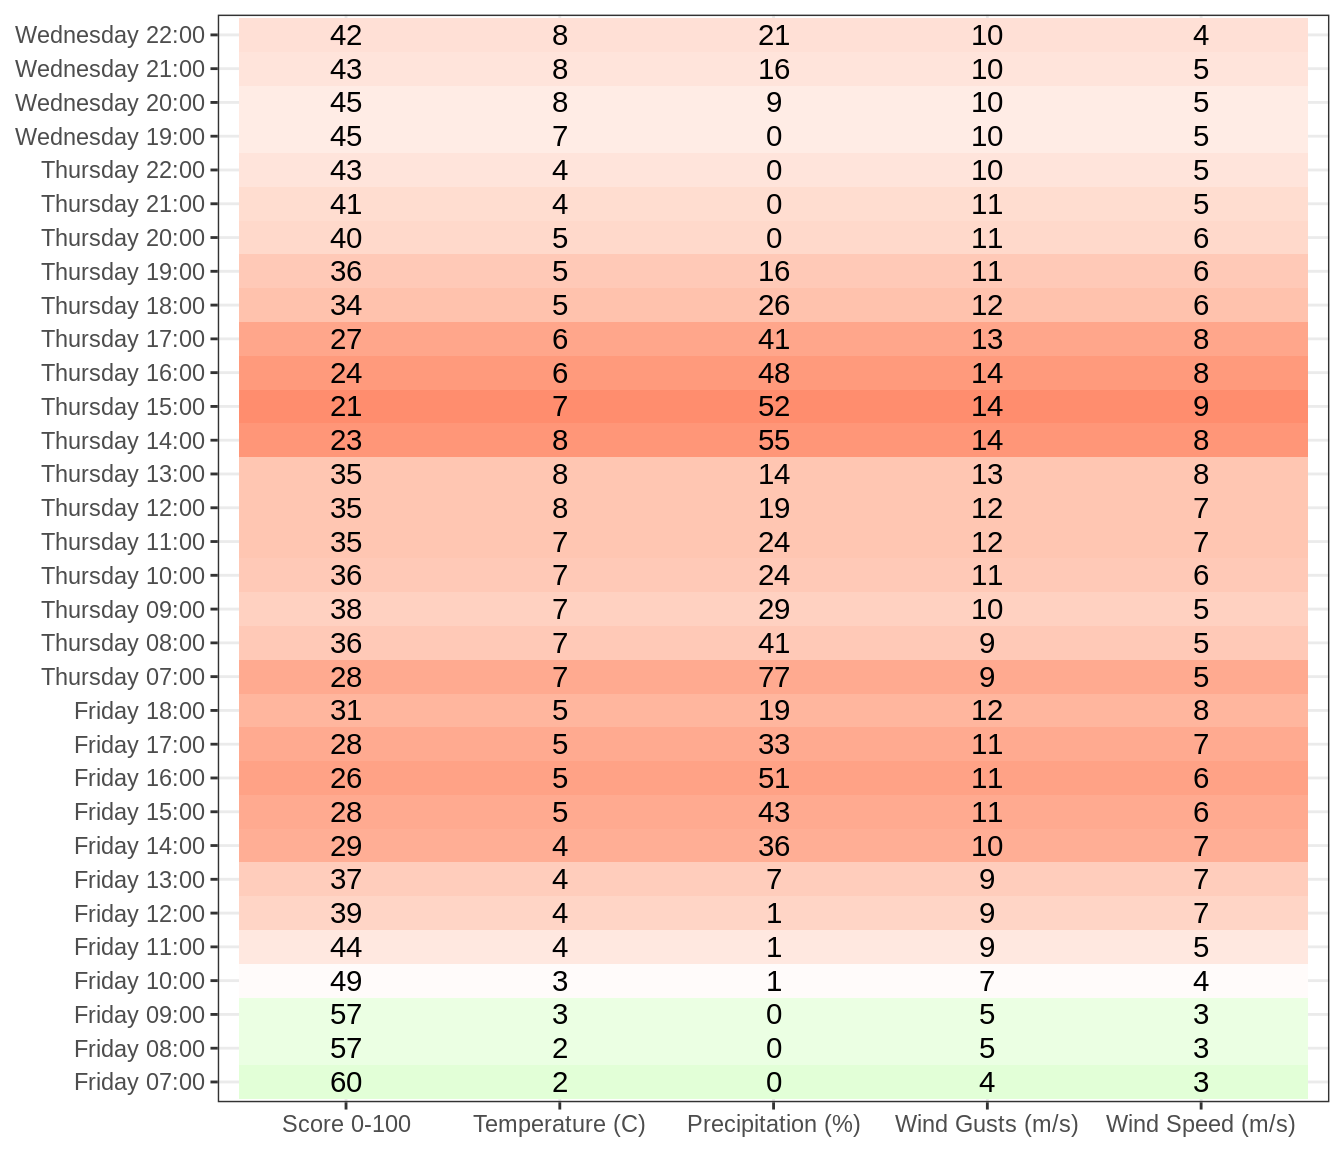 Wednesday 22:00 42 8 21 10 4
Wednesday 21:00 43 8 16 10 5
Wednesday 20:00 45 8 9 10 5
Wednesday 19:00 45 7 0 10 5
Thursday 22:00 43 4 0 10 5
Thursday 21:00 41 4 0 11 5
Thursday 20:00 40 5 0 11 6
Thursday 19:00 36 5 16 11 6
Thursday 18:00 34 5 26 12 6
Thursday 17:00 27 6 41 13 8
Thursday 16:00 24 6 48 14 8
Thursday 15:00 21 7 52 14 9
Thursday 14:00 23 8 55 14 8
Thursday 13:00 35 8 14 13 8
Thursday 12:00 35 8 19 12 7
Thursday 11:00 35 7 24 12 7
Thursday 10:00 36 7 24 11 6
Thursday 09:00 38 7 29 10 5
Thursday 08:00 36 7 41 9 5
Thursday 07:00 28 7 77 9 5
Friday 18:00 31 5 19 12 8
Friday 17:00 28 5 33 11 7
Friday 16:00 26 5 51 11 6
Friday 15:00 28 5 43 11 6
Friday 14:00 29 4 36 10 7
Friday 13:00 37 4 7 9 7
Friday 12:00 39 4 1 9 7
Friday 11:00 44 4 1 9 5
Friday 10:00 49 3 1 7 4
Friday 09:00 57 3 0 5 3
Friday 08:00 57 2 0 5 3
Friday 07:00 60 2 0 4 3
Score 0-100 Temperature (C) Precipitation (%) Wind Gusts (m/s) Wind Speed (m/s)